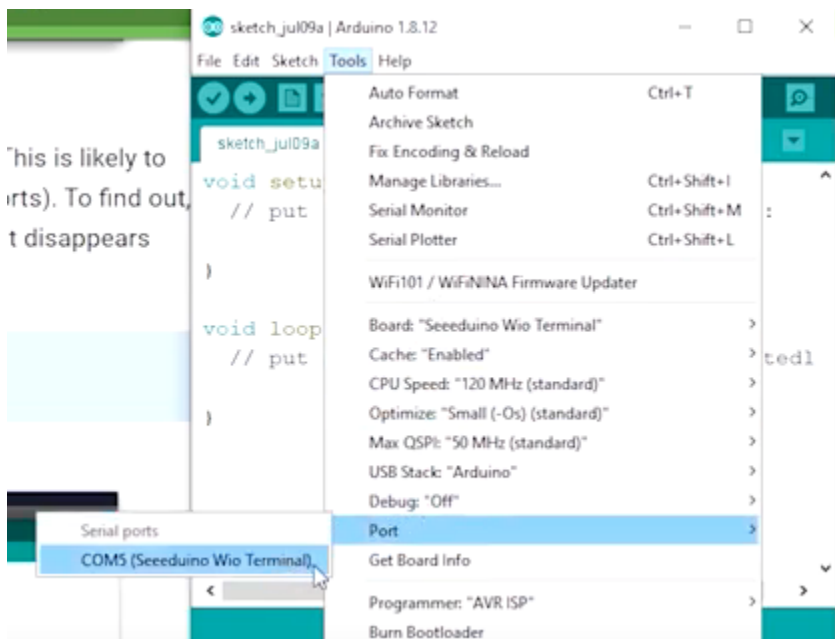 sketch_jul09a | Arduino 1.8.12
File Edit Sketch Tools Help
sketch_jul09a
This is likely to
rts). To find out,
t disappears
void setu
// put
:
}
void loop
// put
tedl
}
Auto Format Ctrl+T
Archive Sketch
Fix Encoding & Reload
Manage Libraries... Ctrl+Shift+I
Serial Monitor Ctrl+Shift+M
Serial Plotter Ctrl+Shift+L
WiFi101 / WiFiNINA Firmware Updater
Board: "Seeeduino Wio Terminal"
Cache: "Enabled"
CPU Speed: "120 MHz (standard)"
Optimize: "Small (-Os) (standard)"
Max QSPI: "50 MHz (standard)"
USB Stack: "Arduino"
Debug: "Off"
Port
Serial ports
COM5 (Seeeduino Wio Terminal)
Get Board Info
Programmer: "AVR ISP"
Burn Bootloader